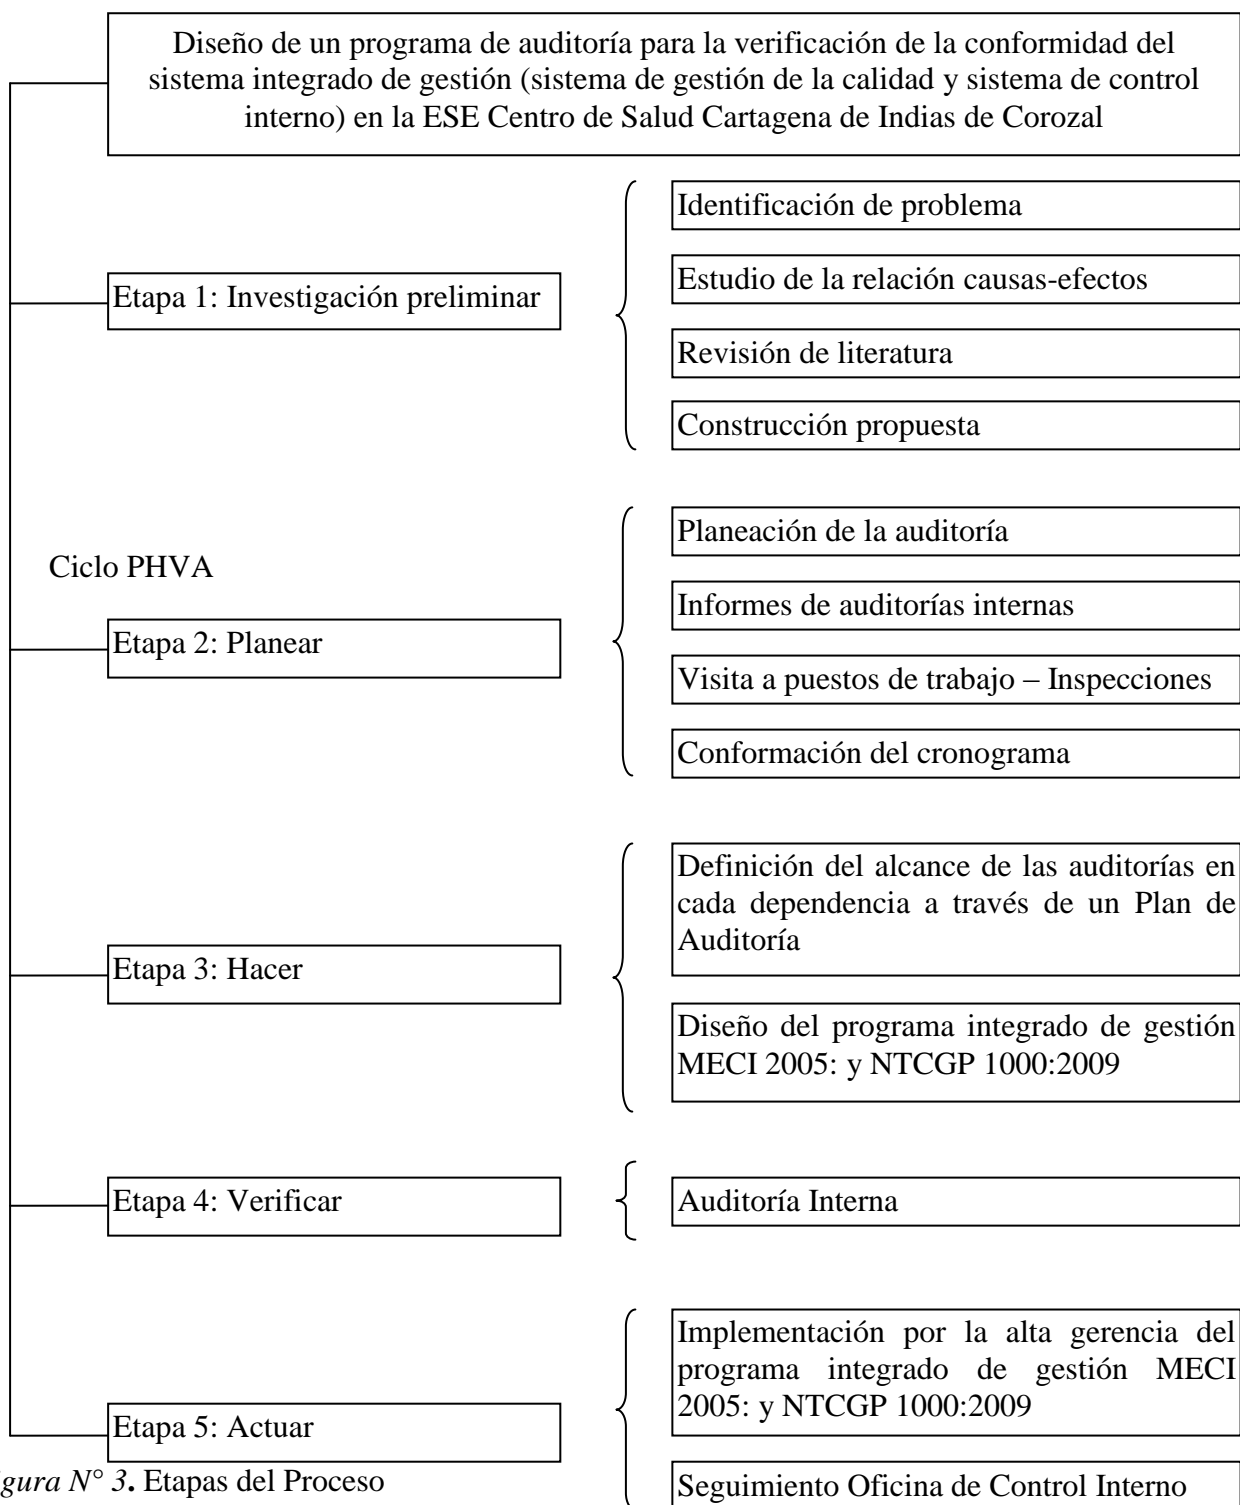 Diseño de un programa de auditoría para la verificación de la conformidad del
sistema integrado de gestión (sistema de gestión de la calidad y sistema de control
interno) en la ESE Centro de Salud Cartagena de Indias de Corozal
Etapa 1: Investigación preliminar
Identificación de problema
Estudio de la relación causas-efectos
Revisión de literatura
Construcción propuesta
Ciclo PHVA
Etapa 2: Planear
Planeación de la auditoría
Informes de auditorías internas
Visita a puestos de trabajo – Inspecciones
Conformación del cronograma
Etapa 3: Hacer
Definición del alcance de las auditorías en
cada dependencia a través de un Plan de
Auditoría
Diseño del programa integrado de gestión
MECI 2005: y NTCGP 1000:2009
Etapa 4: Verificar
Auditoría Interna
Etapa 5: Actuar
Implementación por la alta gerencia del
programa integrado de gestión MECI
2005: y NTCGP 1000:2009
Seguimiento Oficina de Control Interno
gura N° 3. Etapas del Proceso